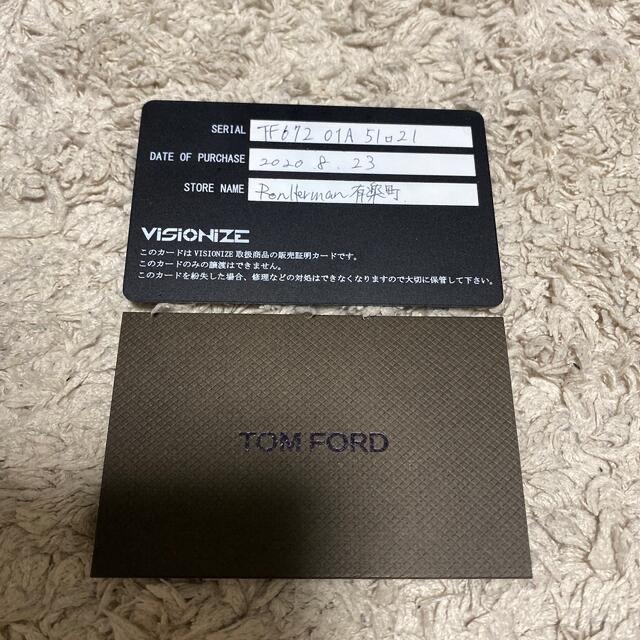 SERIAL TF672 01A 51□21
DATE OF PURCHASE 2020 8. 23
STORE NAME RonHerman 有楽町
VISIONIZE
このカードはVISIONIZE取扱商品の販売証明カードです。
このカードのみの譲渡はできません。
このカードを紛失した場合、修理などの対処はできなくなりますので大切に保管して下さい。
TOM FORD